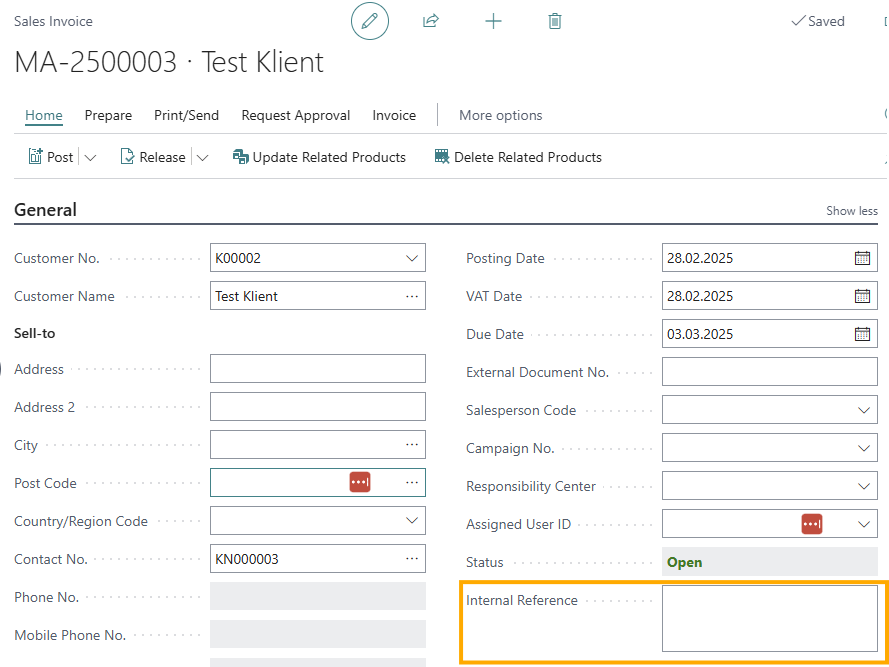 Sales Invoice
Saved
MA-2500003 · Test Klient
Home Prepare Print/Send Request Approval Invoice More options
Post Release Update Related Products Delete Related Products
General Show less
Customer No. K00002
Customer Name Test Klient
Sell-to
Address
Address 2
City
Post Code
Country/Region Code
Contact No. KN000003
Phone No.
Mobile Phone No.
Posting Date 28.02.2025
VAT Date 28.02.2025
Due Date 03.03.2025
External Document No.
Salesperson Code
Campaign No.
Responsibility Center
Assigned User ID
Status Open
Internal Reference